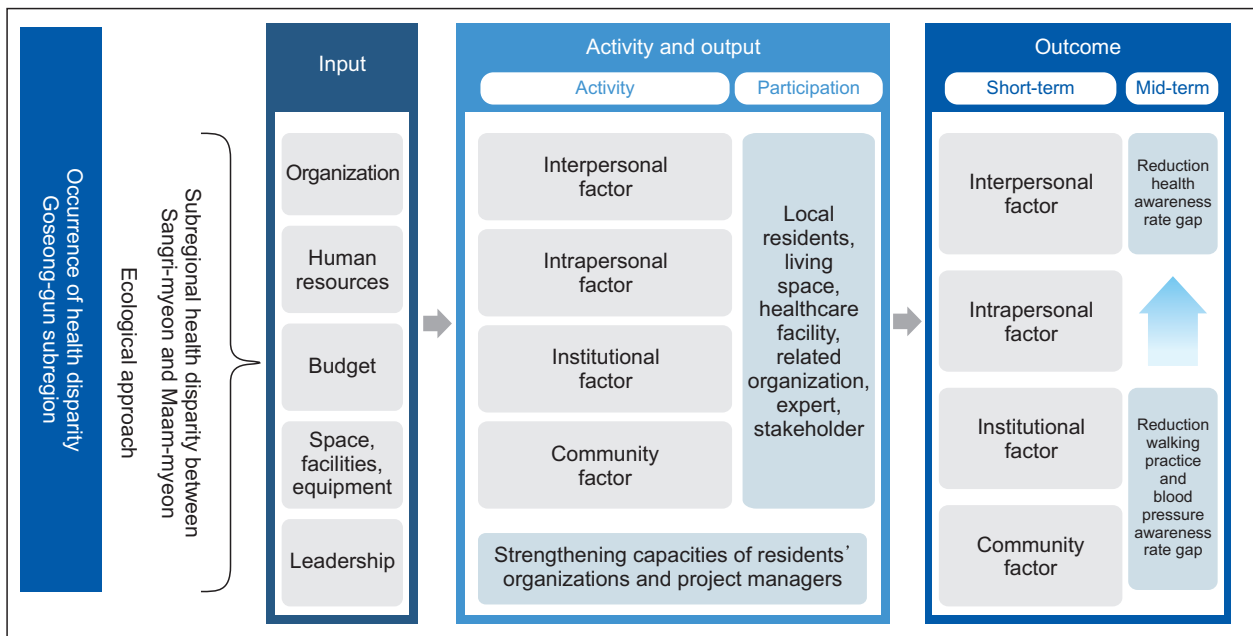 Occurrence of health disparity
Goseong-gun subregion
Ecological approach
Subregional health disparity between
Sangri-myeon and Maam-myeon
Input
Organization
Human
resources
Budget
Space,
facilities,
equipment
Leadership
Activity and output
Activity
Participation
Interpersonal
factor
Intrapersonal
factor
Institutional
factor
Community
factor
Local
residents,
living
space,
healthcare
facility,
related
organization,
expert,
stakeholder
Strengthening capacities of residents’
organizations and project managers
Outcome
Short-term
Mid-term
Interpersonal
factor
Intrapersonal
factor
Institutional
factor
Community
factor
Reduction
health
awareness
rate gap
Reduction
walking
practice
and
blood
pressure
awareness
rate gap